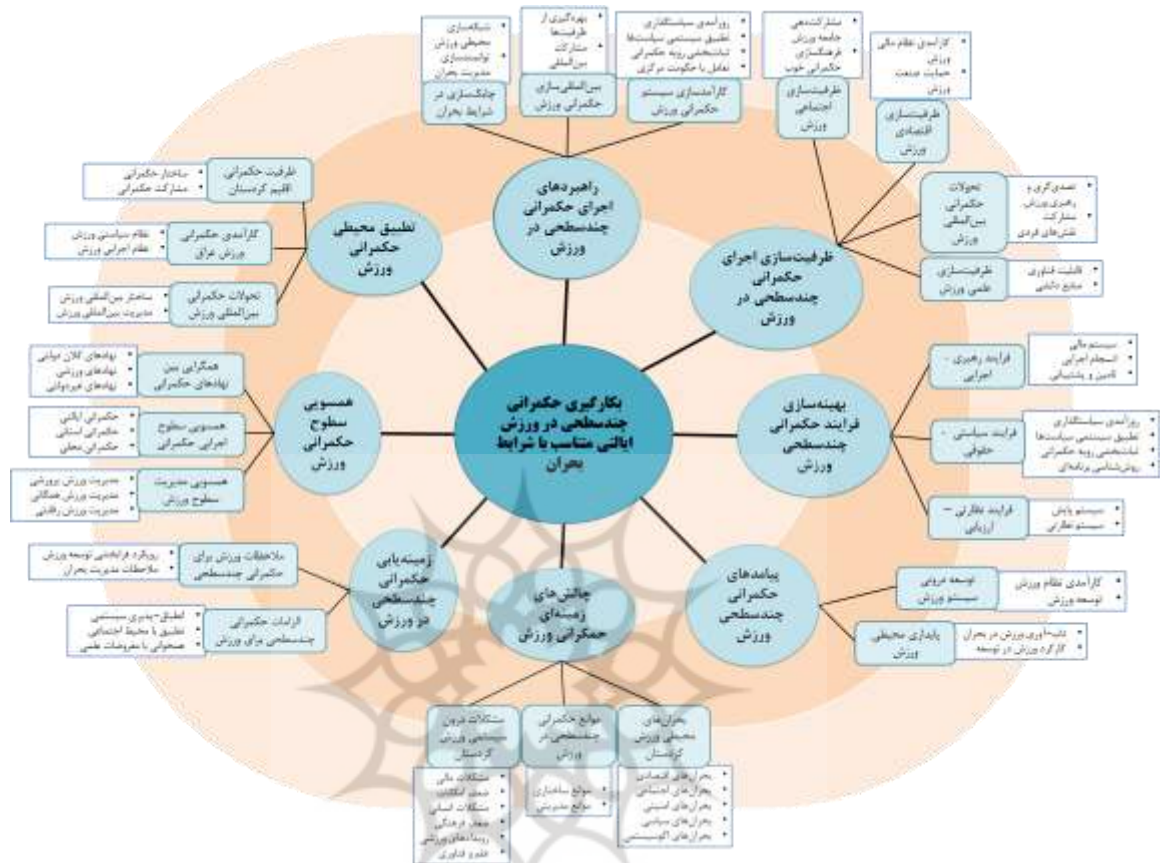 بکارگیری حکمرانی
چندسطحی در ورزش
ایالتی متناسب با شرایط
بحران
راهبردهای
اجرای حکمرانی
چندسطحی در
ورزش
شبکه‌سازی
محیطی ورزش
توانمندسازی
مدیریت بحران
چابک‌سازی در
شرایط بحران
بهره‌گیری از
ظرفیت‌ها
مشارکت
بین‌المللی
بین‌المللی‌سازی
حکمرانی ورزش
روزآمدی سیاستگذاری
تطبیق سیستمی سیاست‌ها
ثبات‌بخشی رویه حکمرانی
تعامل با حکومت مرکزی
کارآمدسازی سیستم
حکمرانی ورزش
ظرفیت‌سازی اجرای
حکمرانی
چندسطحی در
ورزش
مشارکت‌دهی
جامعه ورزش
فرهنگسازی
حکمرانی خوب
ظرفیت‌سازی
اجتماعی
ورزش
کارآمدی نظام مالی
ورزش
حمایت صنعت
ورزش
ظرفیت‌سازی
اقتصادی
ورزش
تحولات
حکمرانی
بین‌المللی
ورزش
تصدی‌گری و
رهبری ورزش
مشارکت
نقش‌های فردی
ظرفیت‌سازی
علمی ورزش
قابلیت فناوری
منابع دانشی
بهینه‌سازی
فرایند حکمرانی
چندسطحی
ورزش
فرایند رهبری -
اجرایی
سیستم مالی
انسجام اجرایی
تامین و پشتیبانی
فرایند سیاستی -
حقوقی
روزآمدی سیاستگذاری
تطبیق سیستمی سیاست‌ها
ثبات‌بخشی رویه حکمرانی
روش‌شناسی برنامه‌ای
فرایند نظارتی –
ارزیابی
سیستم پایش
سیستم نظارتی
پیامدهای
حکمرانی
چندسطحی
ورزش
توسعه درونی
سیستم ورزش
کارآمدی نظام ورزش
توسعه ورزش
پایداری محیطی
ورزش
تاب‌آوری ورزش در بحران
کارکرد ورزش در توسعه
چالش‌های
زمینه‌ای
حمکرانی ورزش
بحران‌های
محیطی ورزش
کردستان
بحران‌های اقتصادی
بحران‌های اجتماعی
بحران‌های امنیتی
بحران‌های سیاسی
بحران‌های اکوسیستمی
موانع حکمرانی
چندسطحی در
ورزش
موانع ساختاری
موانع مدیریتی
مشکلات درون
سیستمی ورزش
کردستان
مشکلات مالی
ضعف امکانات
مشکلات انسانی
ضعف فرهنگی
رویدادهای ورزشی
علم و فناوری
زمینه‌یابی
حکمرانی
چندسطحی
در ورزش
ملاحظات ورزش برای
حکمرانی چندسطحی
رویکرد فرابخشی توسعه ورزش
ملاحظات مدیریت بحران
الزامات حکمرانی
چندسطحی برای ورزش
انطباق-پذیری سیستمی
تطبیق با محیط اجتماعی
همخوانی با مفروضات علمی
همسویی
سطوح
حکمرانی
ورزش
همگرایی بین
نهادهای حکمرانی
نهادهای کلان دولتی
نهادهای ورزشی
نهادهای غیردولتی
همسویی سطوح
اجرایی حکمرانی
حکمرانی ایالتی
حکمرانی استانی
حکمرانی محلی
همسویی مدیریت
سطوح ورزش
مدیریت ورزش پرورشی
مدیریت ورزش همگانی
مدیریت ورزش رقابتی
تطبیق محیطی
حکمرانی
ورزش
ظرفیت حکمرانی
اقلیم کردستان
ساختار حکمرانی
مشارکت حکمرانی
کارآمدی حکمرانی
ورزش عراق
نظام سیاستی ورزش
نظام اجرایی ورزش
تحولات حکمرانی
بین‌المللی ورزش
ساختار بین‌المللی ورزش
مدیریت بین‌المللی ورزش